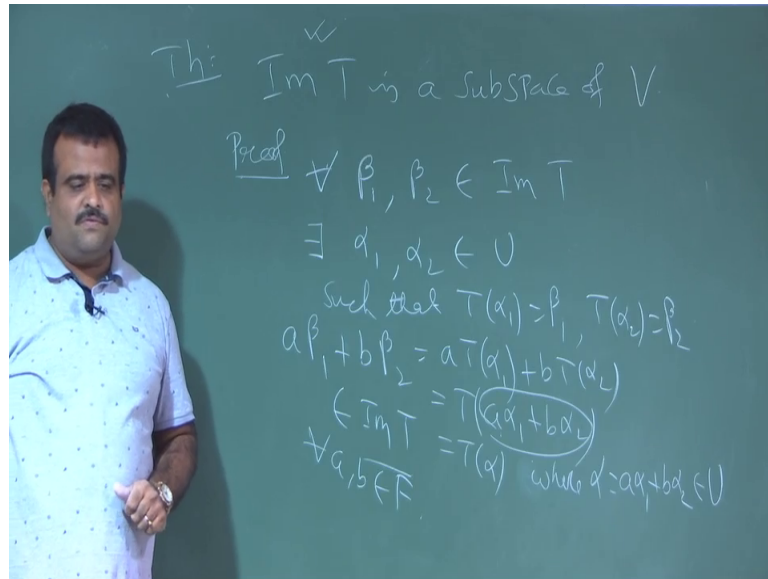 Th: Im T is a subspace of V
Proof ∀ β₁, β₂ ∈ Im T
∃ α₁, α₂ ∈ U
Such that T(α₁)=β₁, T(α₂)=β₂
aβ₁+bβ₂ = aT(α₁)+bT(α₂)
∈ Im T = T(aα₁+bα₂)
∀ a,b ∈ F = T(α) where α=aα₁+bα₂∈U